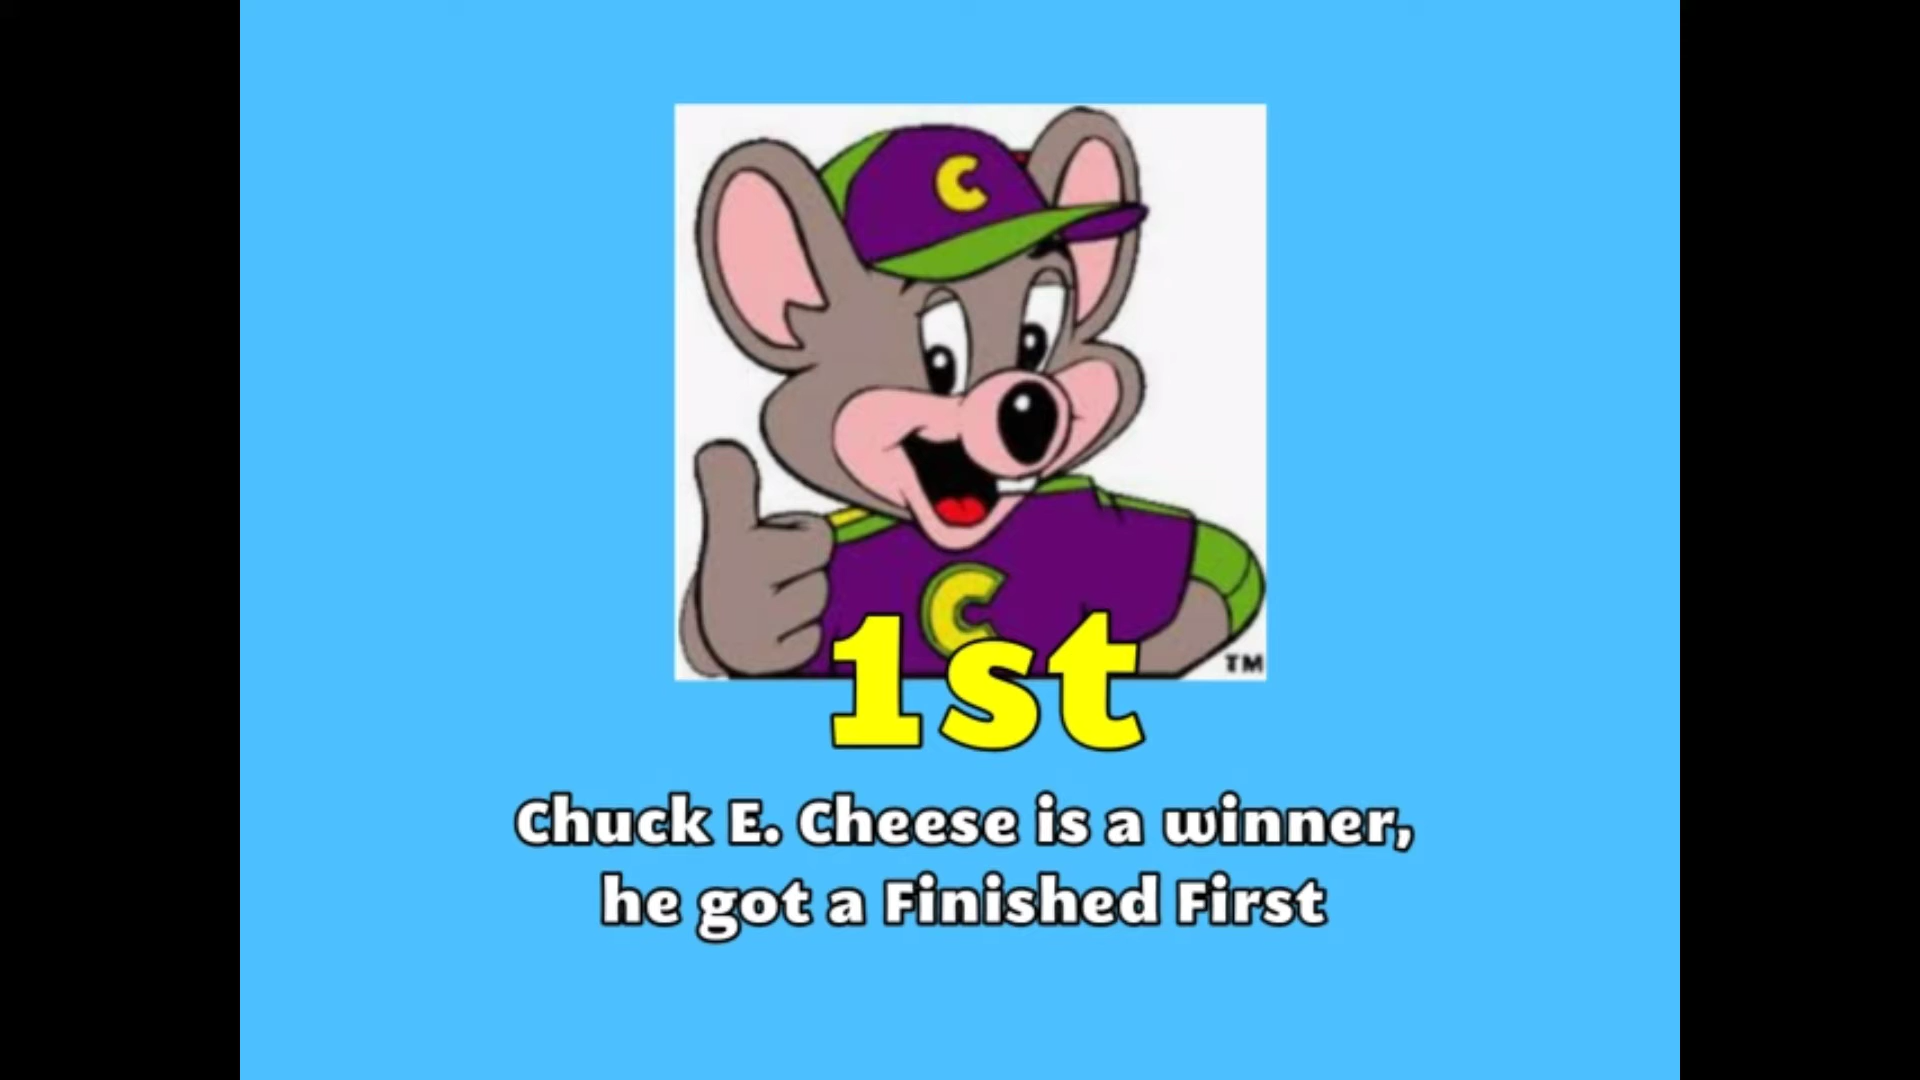 C
C
TM
1st
Chuck E. Cheese is a winner,
he got a Finished First